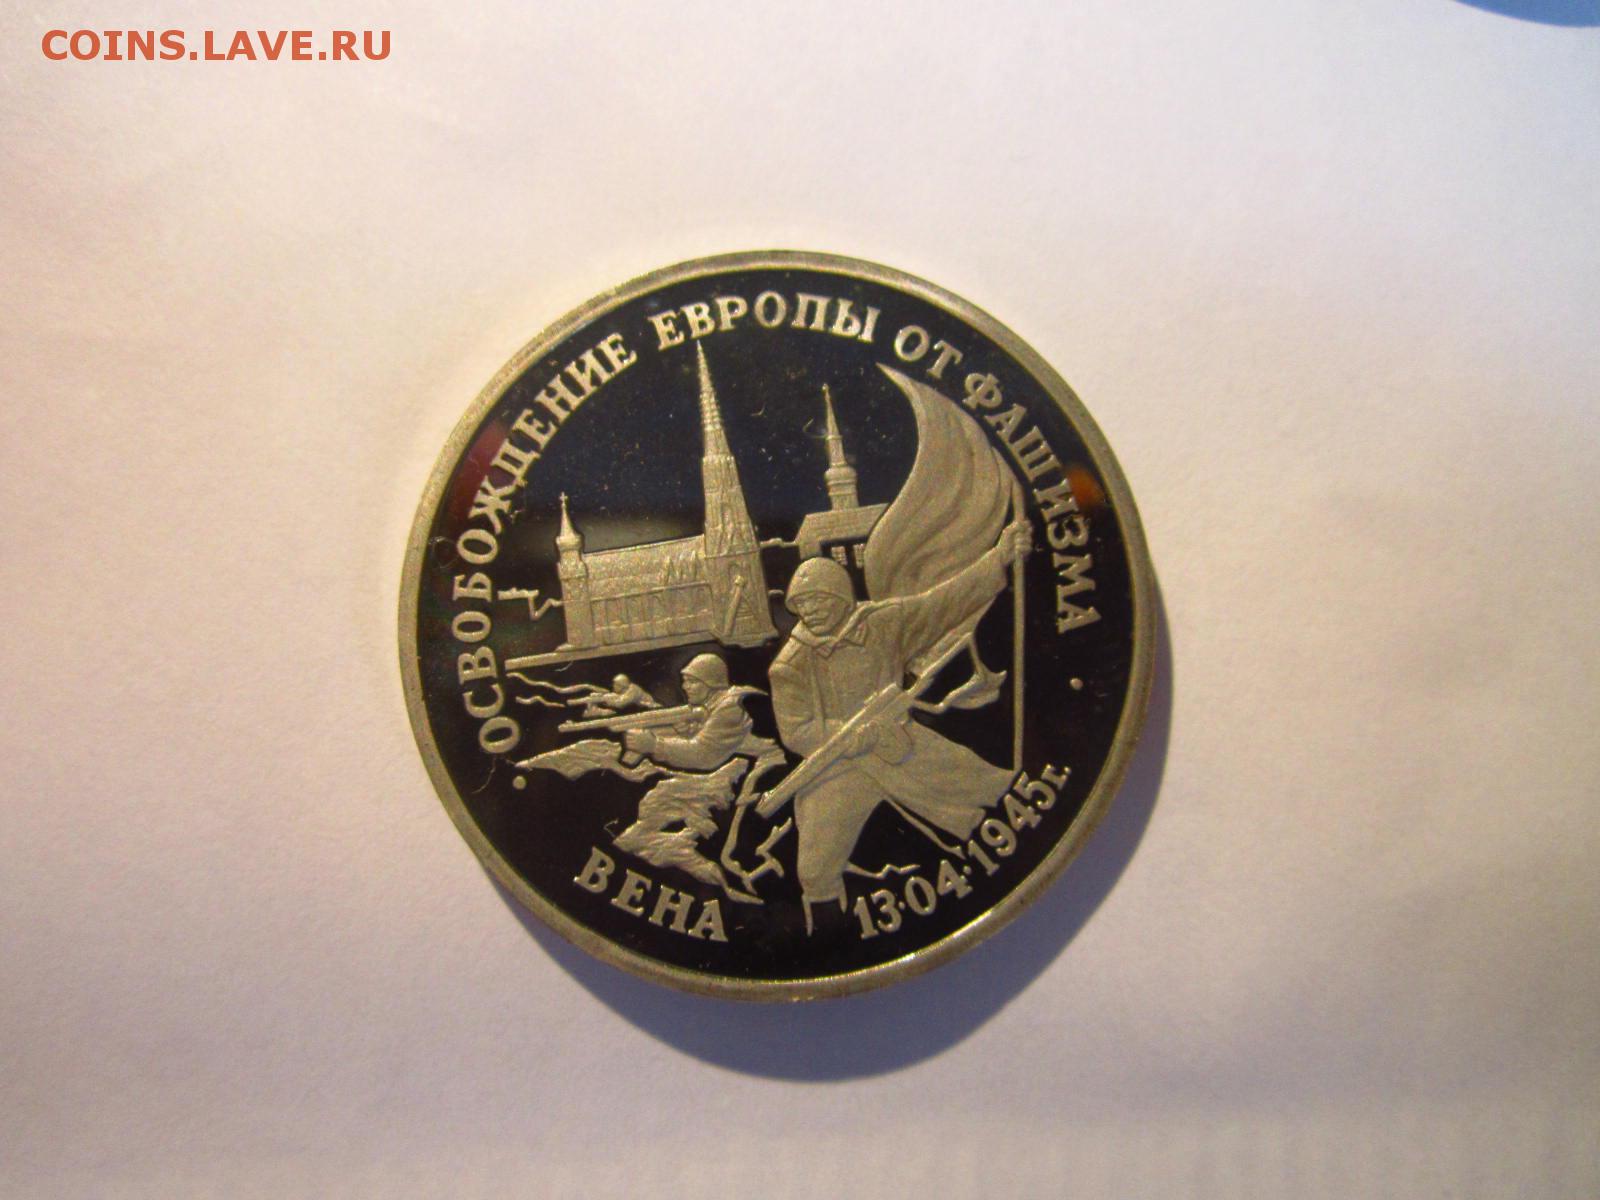 COINS.LAVE.RU
· ОСВОБОЖДЕНИЕ ЕВРОПЫ ОТ ФАШИЗМА ·
ВЕНА 13·04·1945г.